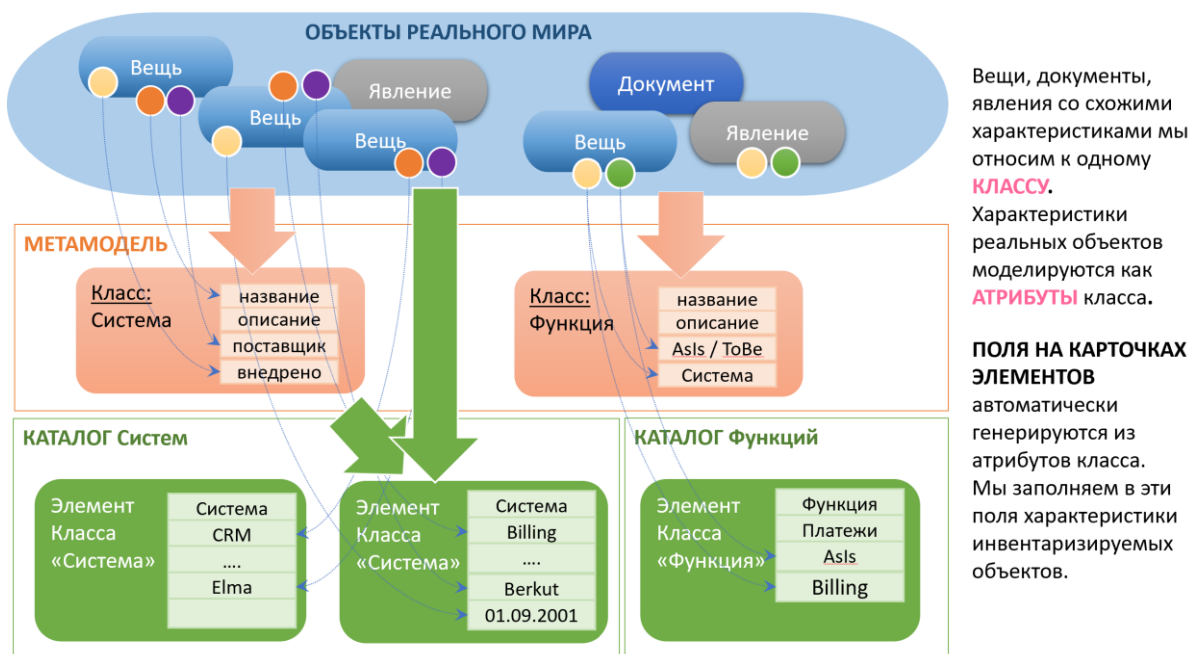 ОБЪЕКТЫ РЕАЛЬНОГО МИРА
Вещь
Явление
Вещь
Вещь
Документ
Явление
Вещь
МЕТАМОДЕЛЬ
Класс:
Система
название
описание
поставщик
внедрено
Класс:
Функция
название
описание
AsIs / ToBe
Система
КАТАЛОГ Систем
Элемент
Класса
«Система»
Система
CRM
....
Elma
Элемент
Класса
«Система»
Система
Billing
....
Berkut
01.09.2001
КАТАЛОГ Функций
Элемент
Класса
«Функция»
Функция
Платежи
AsIs
Billing
Вещи, документы,
явления со схожими
характеристиками мы
относим к одному
КЛАССУ.
Характеристики
реальных объектов
моделируются как
АТРИБУТЫ класса.
ПОЛЯ НА КАРТОЧКАХ
ЭЛЕМЕНТОВ
автоматически
генерируются из
атрибутов класса.
Мы заполняем в эти
поля характеристики
инвентаризируемых
объектов.